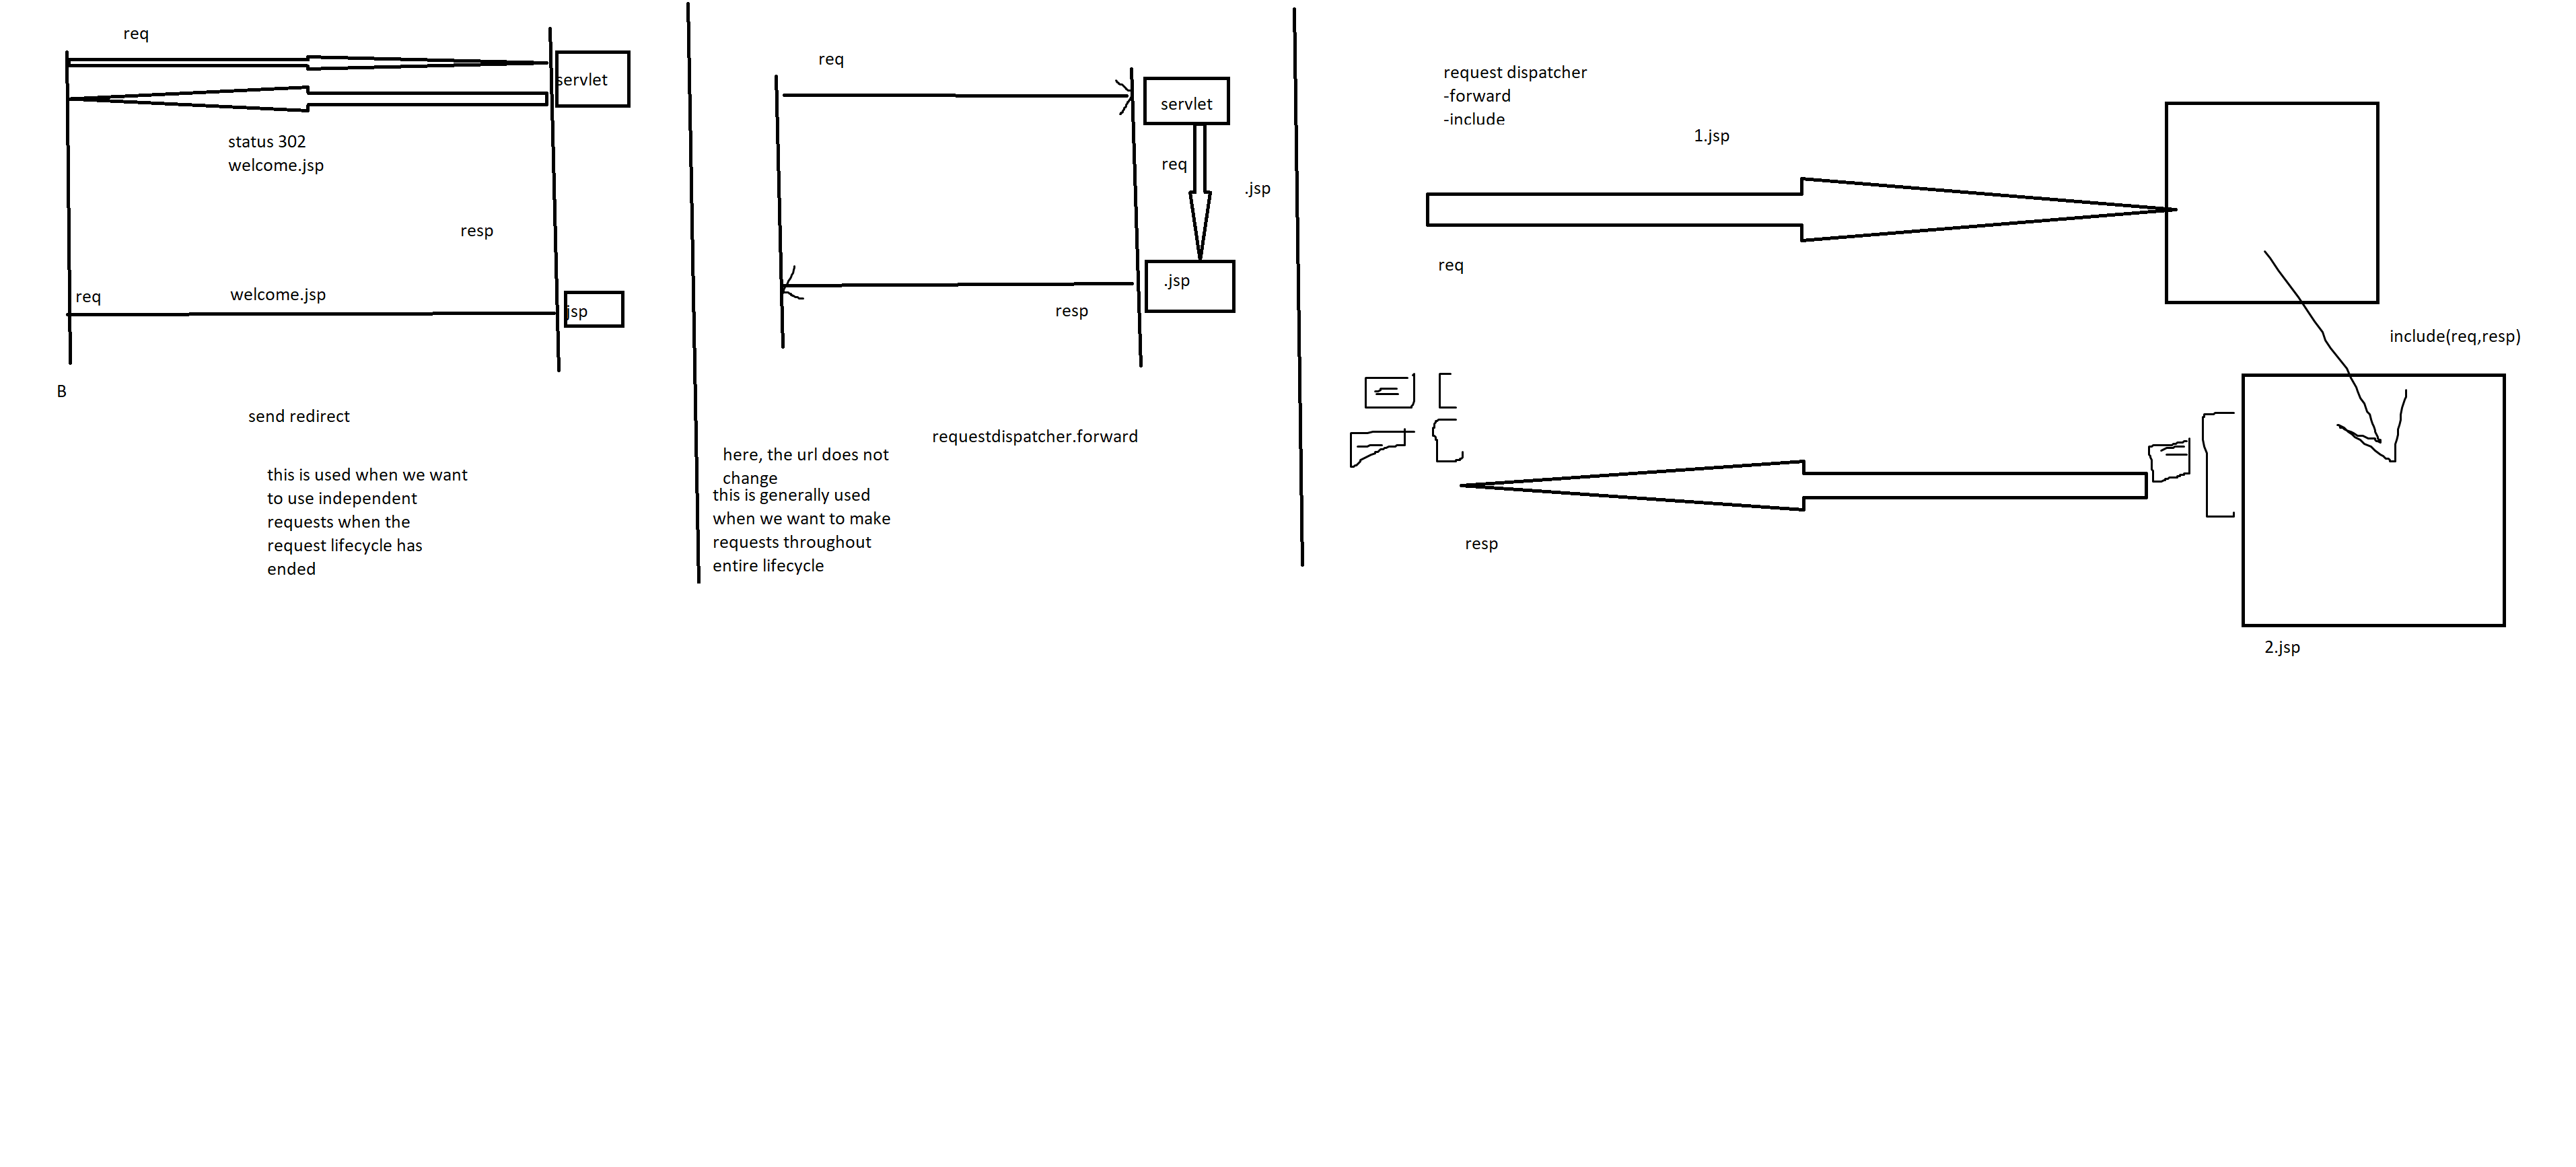 req
servlet
status 302
welcome.jsp
resp
req
welcome.jsp
jsp
B
send redirect
this is used when we want
to use independent
requests when the
request lifecycle has
ended
req
servlet
req
.jsp
.jsp
resp
requestdispatcher.forward
here, the url does not
change
this is generally used
when we want to make
requests throughout
entire lifecycle
request dispatcher
-forward
-include
1.jsp
req
include(req,resp)
resp
2.jsp